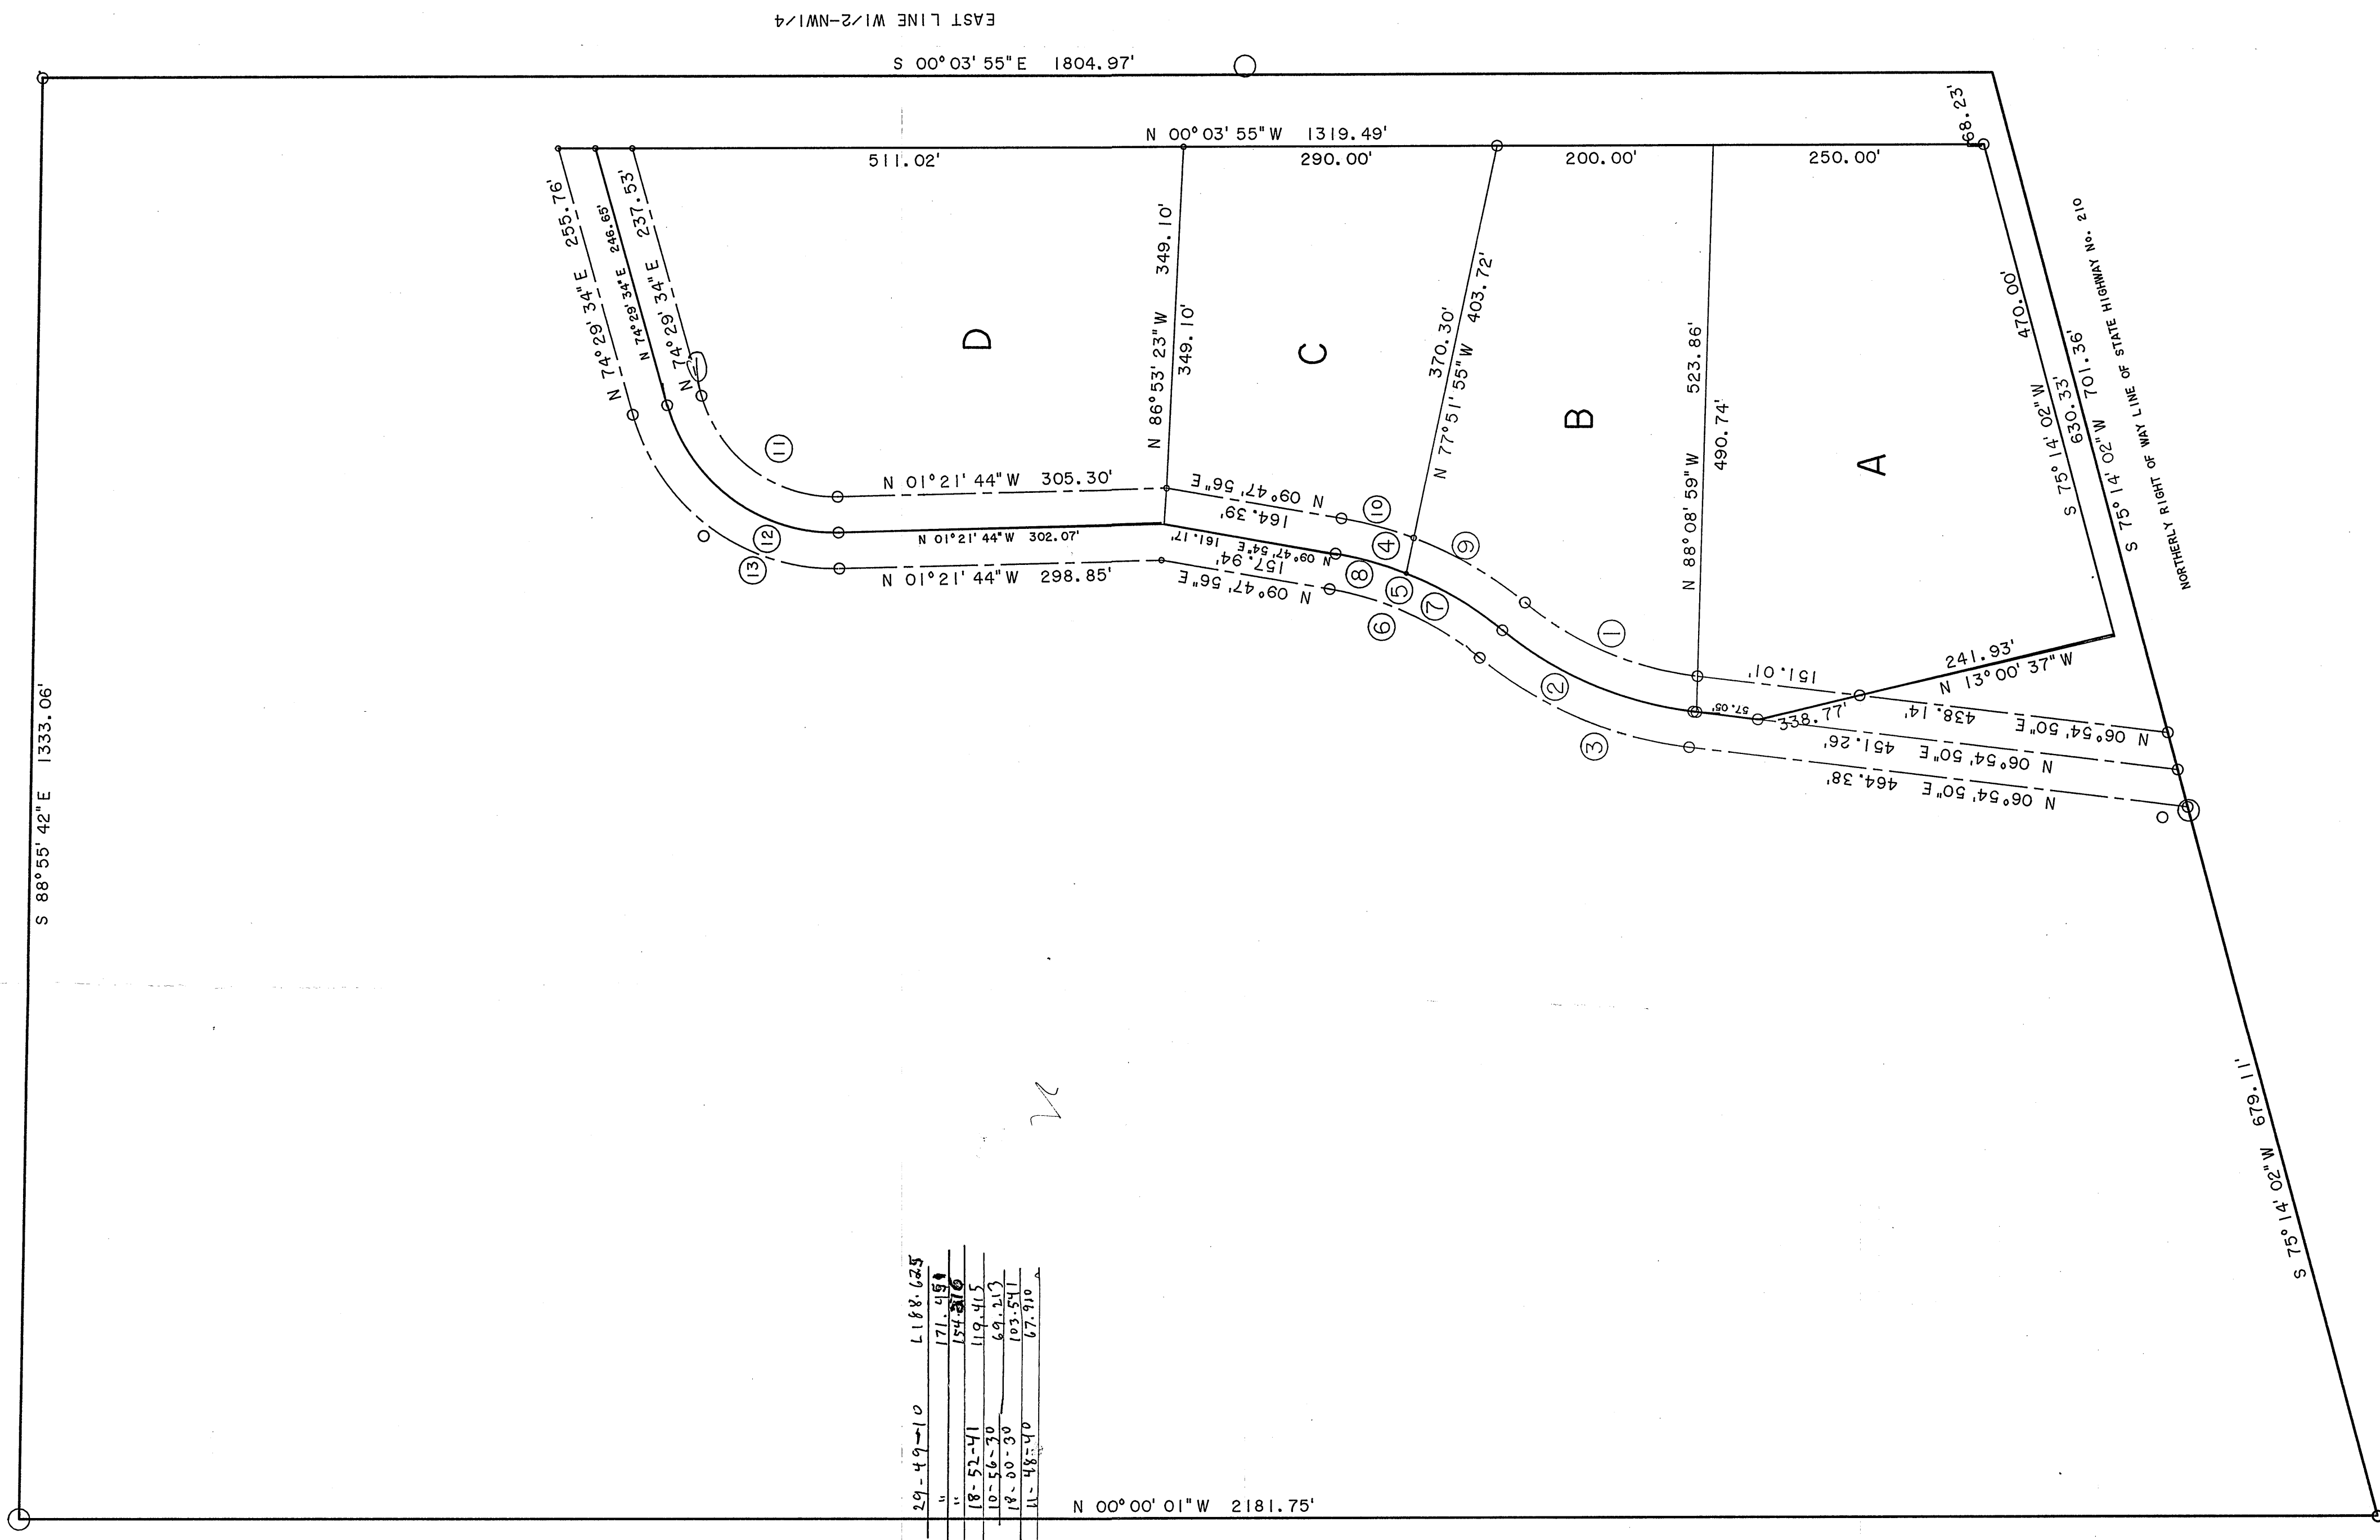 EAST LINE W1/2-NW1/4
S 00° 03' 55" E 1804.97'
N 00° 03' 55" W 1319.49'
511.02'
290.00'
200.00'
250.00'
68.23'
N 74° 29' 34" E 255.76'
N 74° 29' 34" E 246.65'
N 74° 29' 34" E 237.53'
D
N 86° 53' 23" W 349.10'
349.10'
C
370.30'
N 77° 51' 55" W 403.72'
B
N 88° 08' 59" W 523.86'
490.74'
A
470.00'
S 75° 14' 02" W 630.33'
S 75° 14' 02" W 701.36'
NORTHERLY RIGHT OF WAY LINE OF STATE HIGHWAY No. 210
11
12
13
N 01° 21' 44" W 305.30'
N 01° 21' 44" W 302.07'
N 01° 21' 44" W 298.85'
N 09° 47' 56" E
164.39'
N 09° 47' 54" E 161.17'
157.94'
N 09° 47' 56" E
10
4
9
8
5
7
6
1
2
3
151.01'
57.05'
338.77'
241.93'
N 13° 00' 37" W
N 06° 54' 50" E 438.14'
N 06° 54' 50" E 451.26'
N 06° 54' 50" E 464.38'
S 88° 55' 42" E 1333.06'
S 75° 14' 02" W 679.11'
29-49-10 L188.625
" 171.451
"
18-52-41 119.415
10-56-30 69.213
18-00-30 103.541
11-48-40 67.910
N 00° 00' 01" W 2181.75'